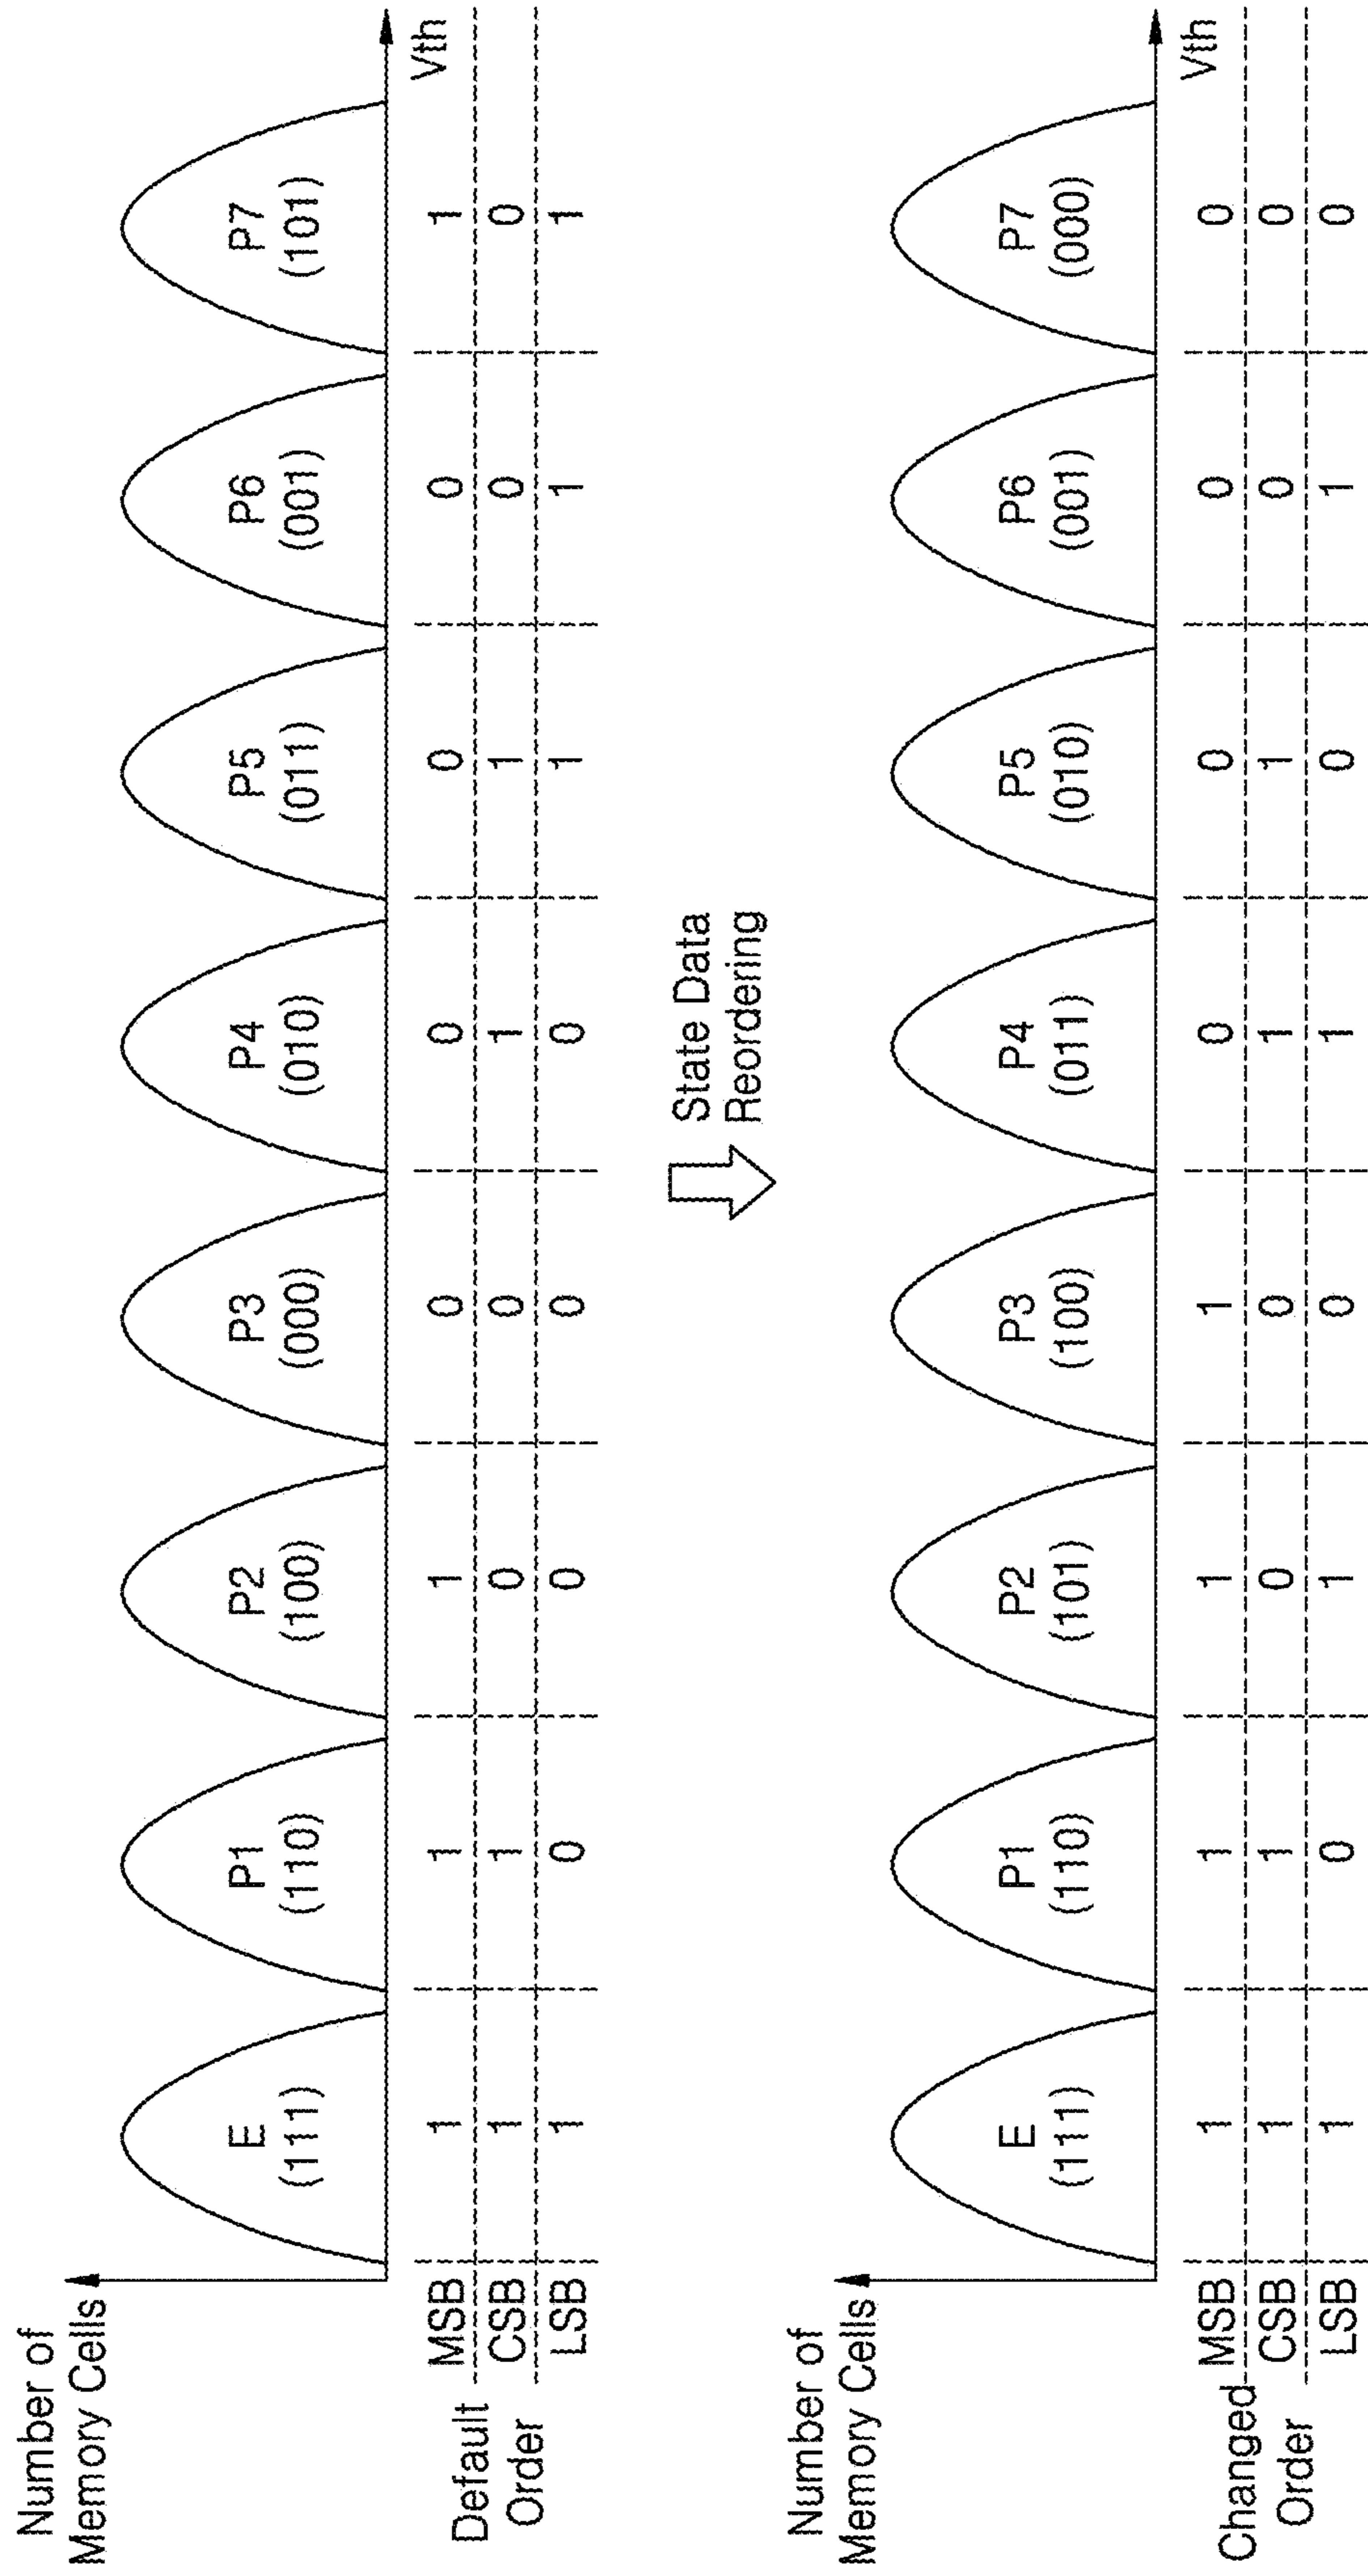 Number of
Memory Cells
E
(111)
P1
(110)
P2
(100)
P3
(000)
P4
(010)
P5
(011)
P6
(001)
P7
(101)
Vth
Default
Order
MSB 1 1 1 0 0 0 0 1
CSB 1 1 0 0 1 1 0 0
LSB 1 0 0 0 0 1 1 1
State Data
Reordering
Number of
Memory Cells
E
(111)
P1
(110)
P2
(101)
P3
(100)
P4
(011)
P5
(010)
P6
(001)
P7
(000)
Vth
Changed
Order
MSB 1 1 1 1 0 0 0 0
CSB 1 1 0 0 1 1 0 0
LSB 1 0 1 0 1 0 1 0